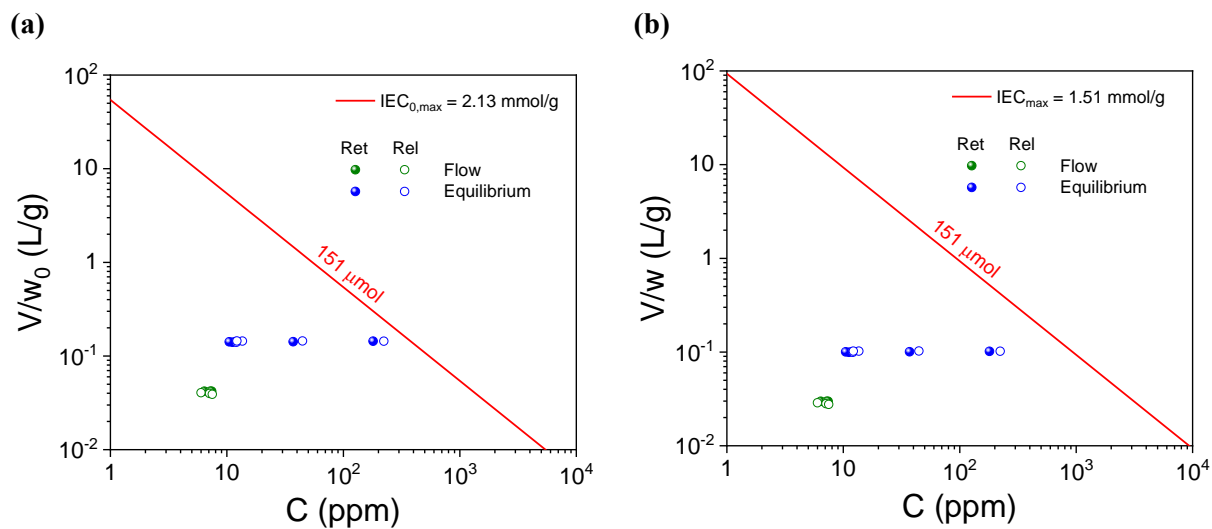 (a)
10²
10
1
10⁻¹
10⁻²
V/w₀ (L/g)
IEC₀,max = 2.13 mmol/g
Ret Rel
Flow
Equilibrium
151 μmol
1 10 10² 10³ 10⁴
C (ppm)
(b)
10²
10
1
10⁻¹
10⁻²
V/w (L/g)
IECmax = 1.51 mmol/g
Ret Rel
Flow
Equilibrium
151 μmol
1 10 10² 10³ 10⁴
C (ppm)